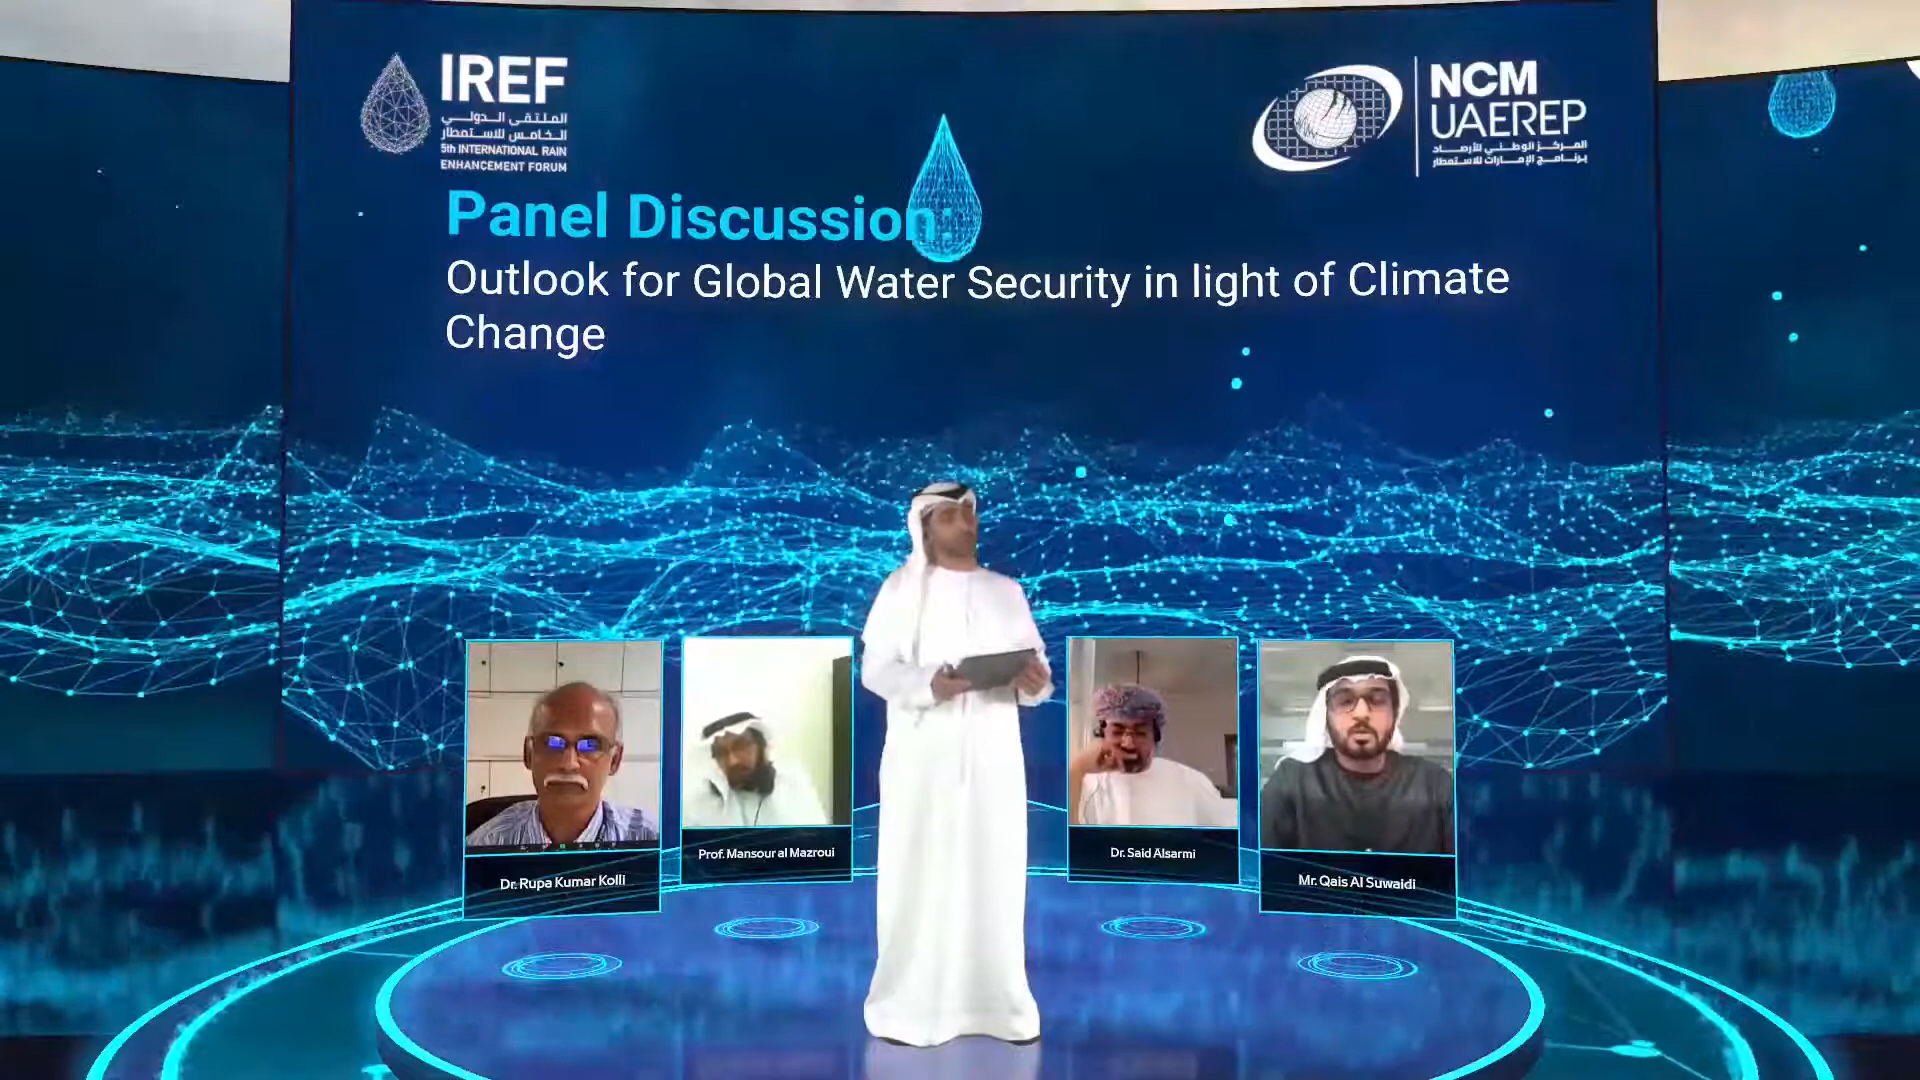 IREF
الملتقى الدولي
الخامس للاستمطار
5th INTERNATIONAL RAIN
ENHANCEMENT FORUM
NCM
UAEREP
المركز الوطني للأرصاد
برنامج الإمارات للاستمطار
Panel Discussion:
Outlook for Global Water Security in light of Climate
Change
Dr. Rupa Kumar Kolli
Prof. Mansour al Mazroui
Dr. Said Alsarmi
Mr. Qais Al Suwaidi